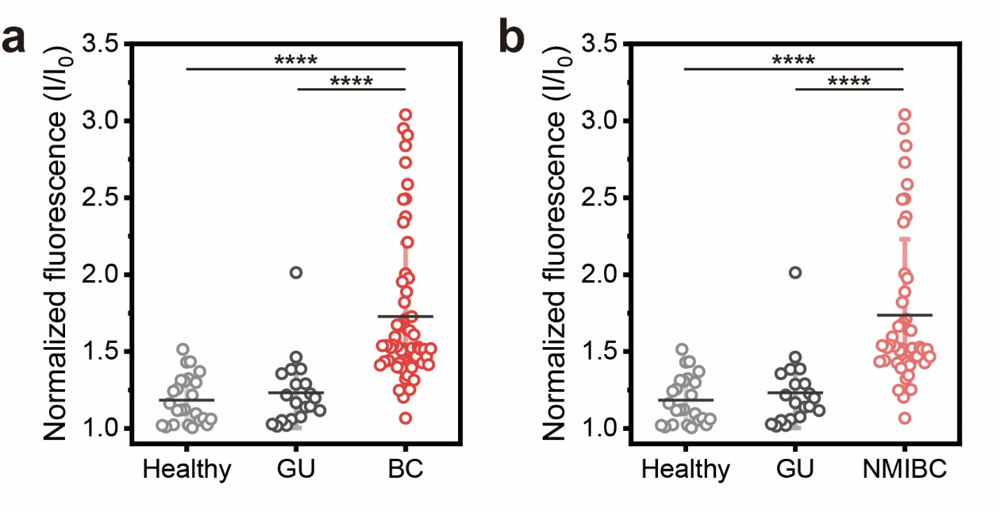 a
Normalized fluorescence (I/I₀)
3.5
3.0
2.5
2.0
1.5
1.0
****
****
Healthy
GU
BC
b
Normalized fluorescence (I/I₀)
3.5
3.0
2.5
2.0
1.5
1.0
****
****
Healthy
GU
NMIBC